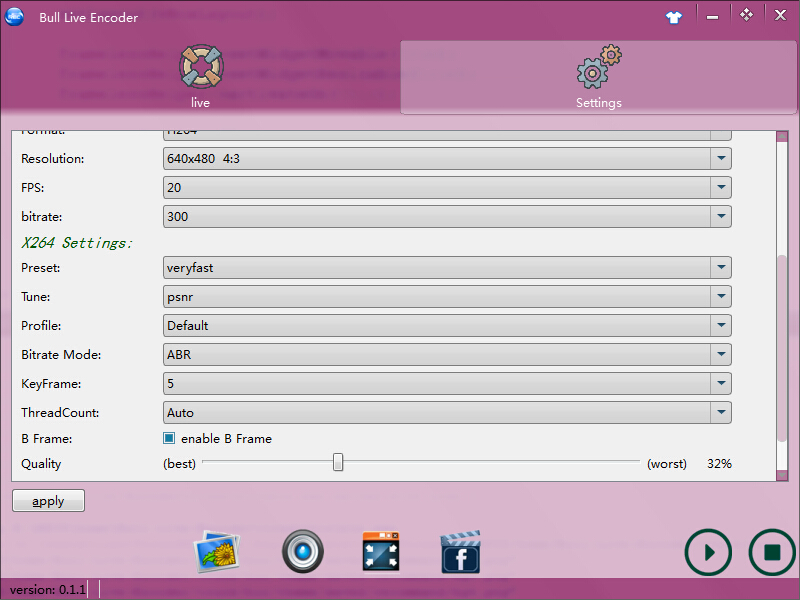 Bull Live Encoder
live
Settings
Format: H264
Resolution: 640x480 4:3
FPS: 20
bitrate: 300
X264 Settings:
Preset: veryfast
Tune: psnr
Profile: Default
Bitrate Mode: ABR
KeyFrame: 5
ThreadCount: Auto
B Frame: enable B Frame
Quality (best) (worst) 32%
apply
version: 0.1.1